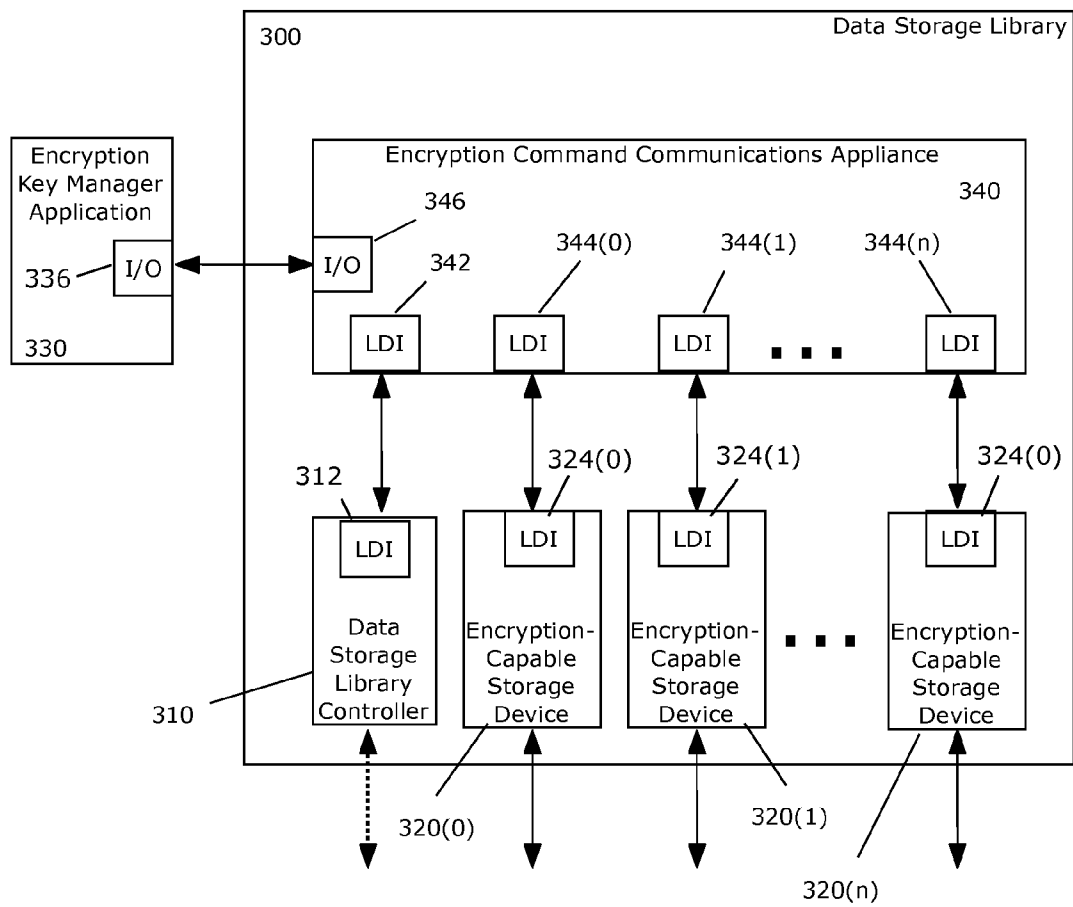 300
Data Storage Library
Encryption
Key Manager
Application
336
I/O
330
Encryption Command Communications Appliance
340
346
I/O
342
344(0)
344(1)
344(n)
LDI
LDI
LDI
. . .
LDI
312
324(0)
324(1)
324(0)
LDI
LDI
LDI
LDI
Data
Storage
Library
Controller
Encryption-
Capable
Storage
Device
Encryption-
Capable
Storage
Device
. . .
Encryption-
Capable
Storage
Device
310
320(0)
320(1)
320(n)